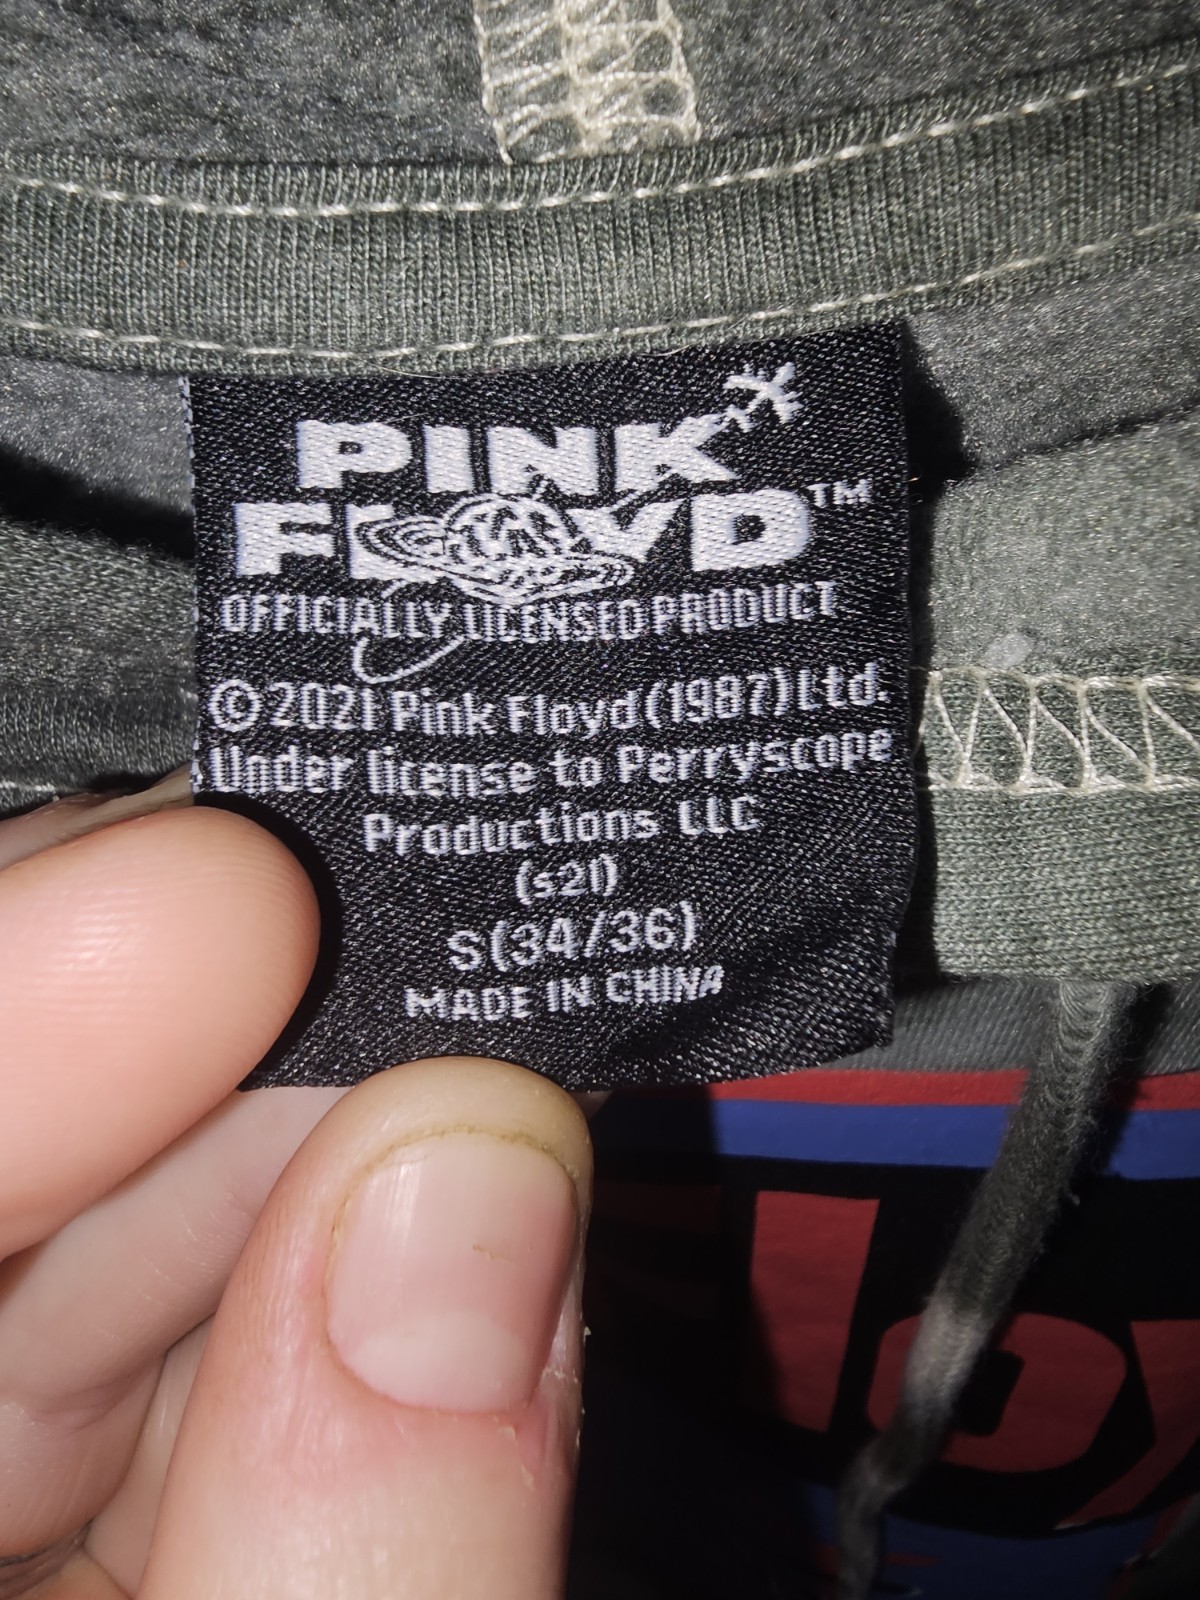 PINK
FLOYD™
OFFICIALLY LICENSED PRODUCT
© 2021 Pink Floyd (1987) Ltd.
Under license to Perryscope
Productions LLC
(s21)
S(34/36)
MADE IN CHINA